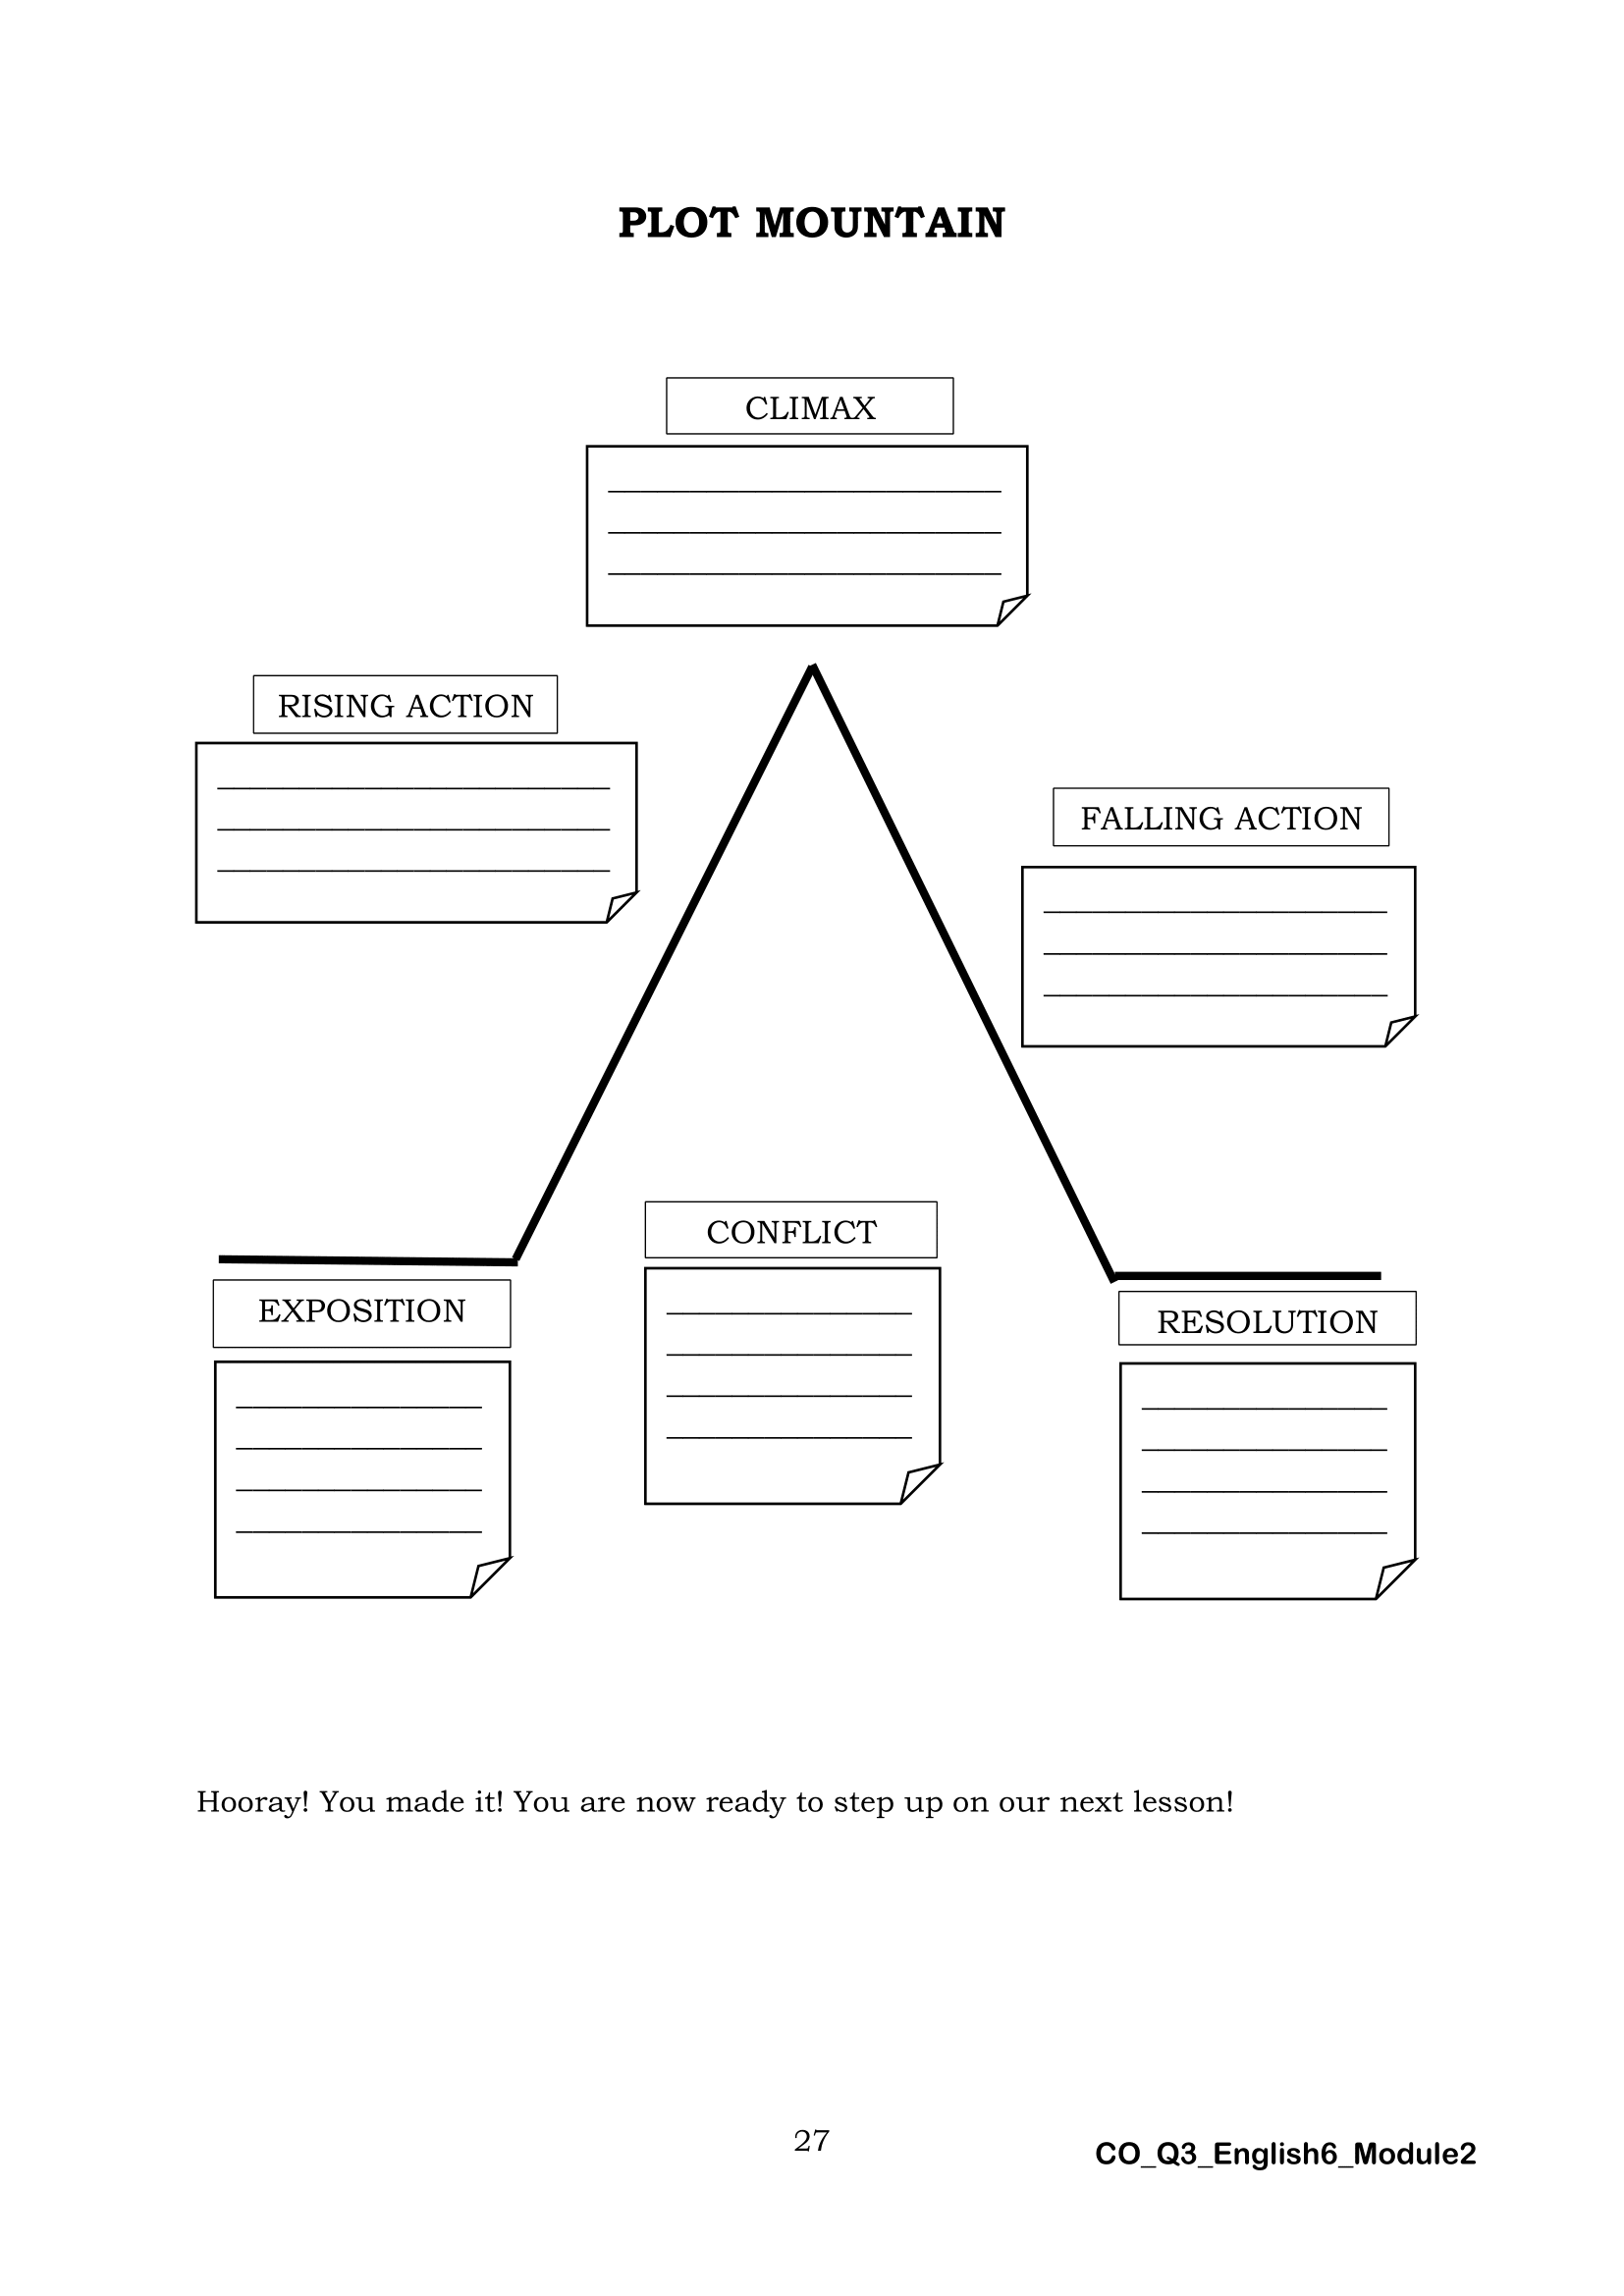 PLOT MOUNTAIN
CLIMAX
RISING ACTION
FALLING ACTION
CONFLICT
EXPOSITION
RESOLUTION
Hooray! You made it! You are now ready to step up on our next lesson!
27
CO_Q3_English6_Module2